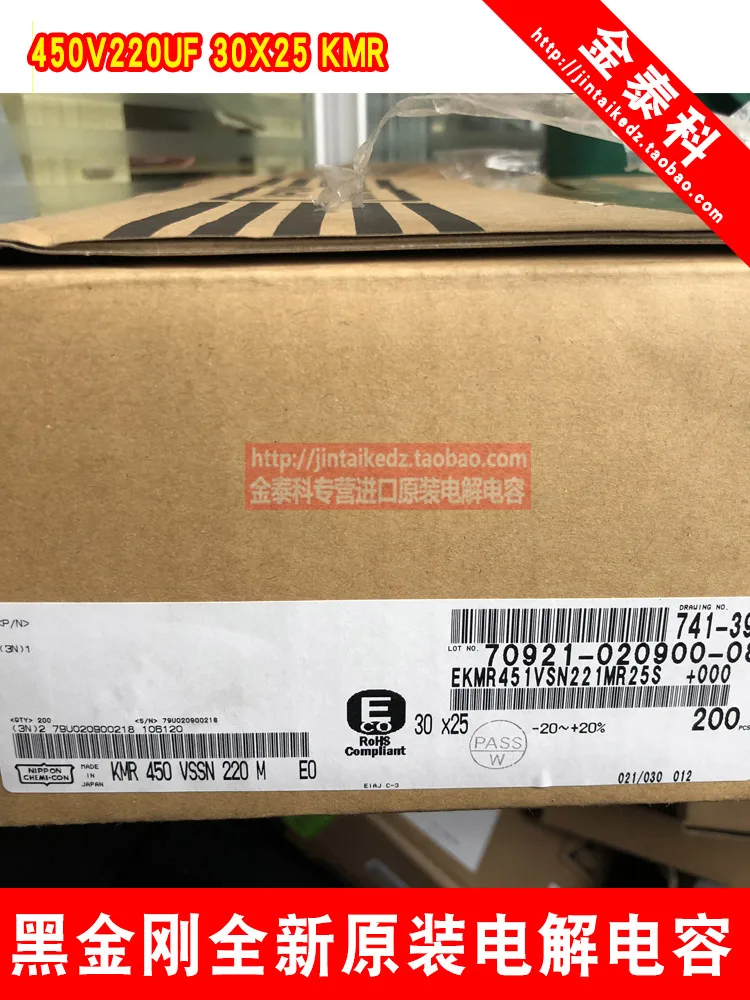 450V220UF 30X25 KMR
金泰科
http://jintaikedz.taobao.com
http://jintaikedz.taobao.com
金泰科专营进口原装电解电容
<P/N>
(3N)1
DRAWING NO.
741-39
LOT NO. 70921-020900-08
EKMR451VSN221MR25S +000
<QTY> 200 <S/N> 79U020900218
(3N)2 79U020900218 106120
E
CO
RoHS
Compliant
30 x25
PASS
W
-20~+20%
200 PCS
NIPPON
CHEMI-CON
MADE
IN
JAPAN
KMR 450 VSSN 220 M E0
EIAJ C-3
021/030 012
黑金刚全新原装电解电容